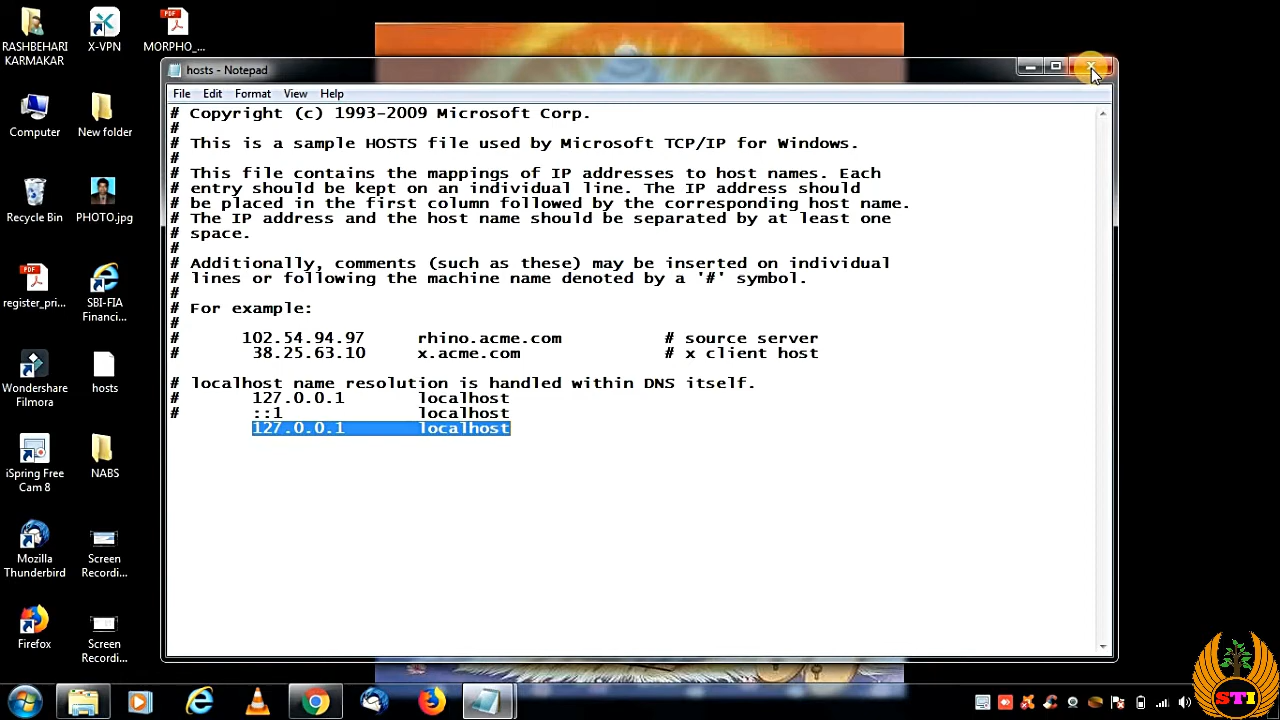 RASHBEHARI
KARMAKAR
X-VPN
MORPHO_...
Computer
New folder
Recycle Bin
PHOTO.jpg
register_pri...
SBI-FIA
Financi...
Wondershare
Filmora
hosts
iSpring Free
Cam 8
NABS
Mozilla
Thunderbird
Screen
Recordi...
Firefox
Screen
Recordi...
hosts - Notepad
File Edit Format View Help
# Copyright (c) 1993-2009 Microsoft Corp.
#
# This is a sample HOSTS file used by Microsoft TCP/IP for Windows.
#
# This file contains the mappings of IP addresses to host names. Each
# entry should be kept on an individual line. The IP address should
# be placed in the first column followed by the corresponding host name.
# The IP address and the host name should be separated by at least one
# space.
#
# Additionally, comments (such as these) may be inserted on individual
# lines or following the machine name denoted by a '#' symbol.
#
# For example:
#
# 102.54.94.97 rhino.acme.com # source server
# 38.25.63.10 x.acme.com # x client host
# localhost name resolution is handled within DNS itself.
# 127.0.0.1 localhost
# ::1 localhost
127.0.0.1 localhost
STI